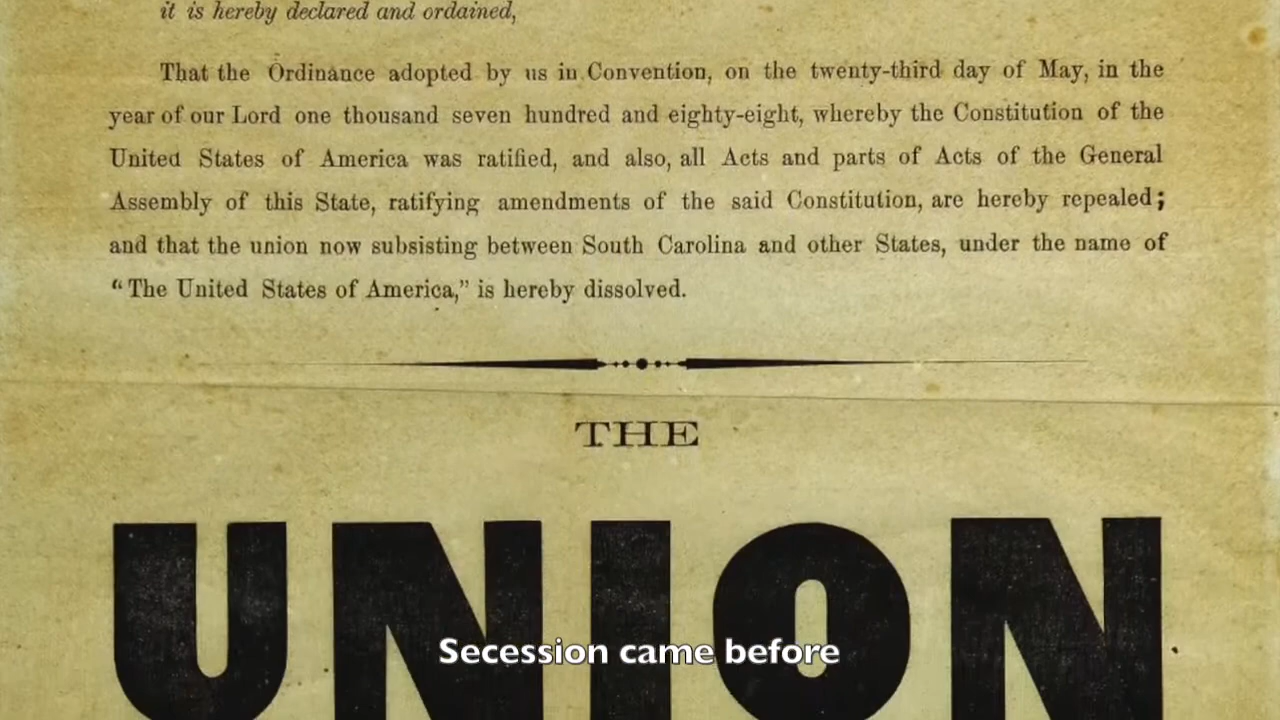 it is hereby declared and ordained,
That the Ordinance adopted by us in Convention, on the twenty-third day of May, in the
year of our Lord one thousand seven hundred and eighty-eight, whereby the Constitution of the
United States of America was ratified, and also, all Acts and parts of Acts of the General
Assembly of this State, ratifying amendments of the said Constitution, are hereby repealed;
and that the union now subsisting between South Carolina and other States, under the name of
“The United States of America,” is hereby dissolved.
THE
UNION
Secession came before